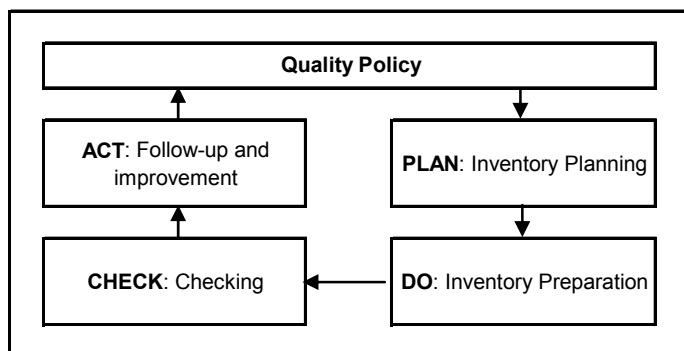 Quality Policy
ACT: Follow-up and
improvement
PLAN: Inventory Planning
CHECK: Checking
DO: Inventory Preparation